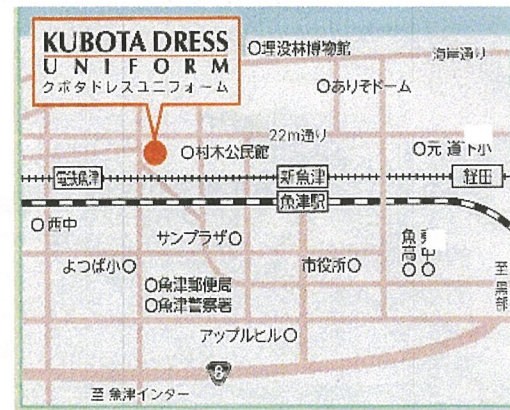 KUBOTA DRESS
UNIFORM
クボタドレスユニフォーム
埋没林博物館
海岸通り
ありそドーム
22m通り
村木公民館
元 道下小
電鉄魚津
新魚津
経田
魚津駅
西中
サンプラザ
魚高
よつば小
市役所
至黒部
魚津郵便局
魚津警察署
アップルヒル
8
至 魚津インター